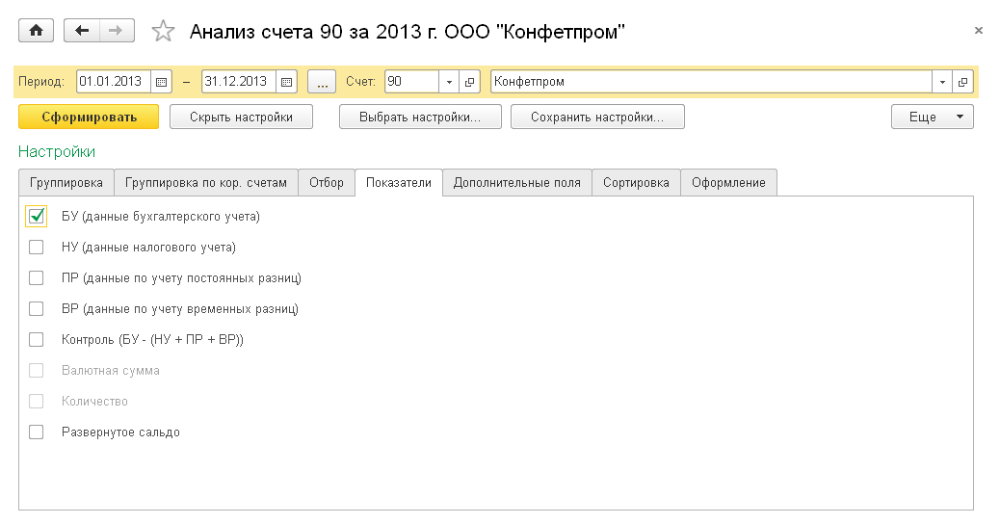 Анализ счета 90 за 2013 г. ООО "Конфетпром"
Период: 01.01.2013 – 31.12.2013 ... Счет: 90 Конфетпром
Сформировать Скрыть настройки Выбрать настройки... Сохранить настройки... Еще
Настройки
Группировка Группировка по кор. счетам Отбор Показатели Дополнительные поля Сортировка Оформление
БУ (данные бухгалтерского учета)
НУ (данные налогового учета)
ПР (данные по учету постоянных разниц)
ВР (данные по учету временных разниц)
Контроль (БУ - (НУ + ПР + ВР))
Валютная сумма
Количество
Развернутое сальдо